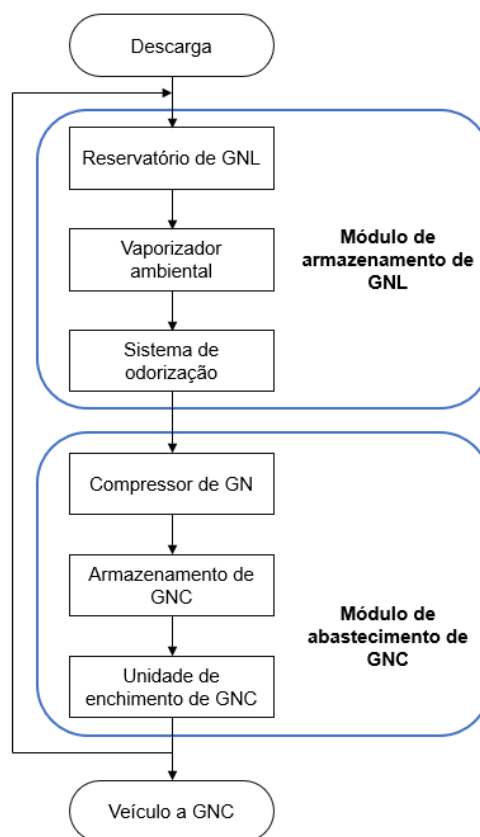 Descarga
Reservatório de GNL
Vaporizador
ambiental
Módulo de
armazenamento de
GNL
Sistema de
odorização
Compressor de GN
Armazenamento de
GNC
Módulo de
abastecimento de
GNC
Unidade de
enchimento de GNC
Veículo a GNC